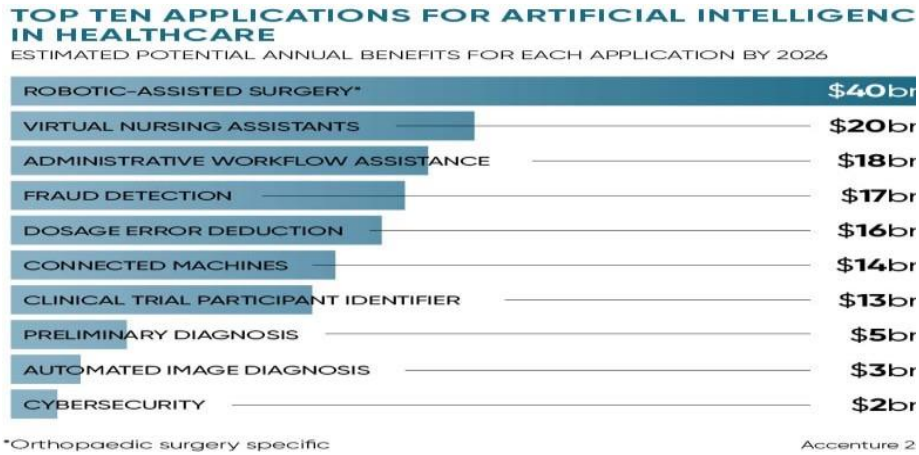 TOP TEN APPLICATIONS FOR ARTIFICIAL INTELLIGENC
IN HEALTHCARE
ESTIMATED POTENTIAL ANNUAL BENEFITS FOR EACH APPLICATION BY 2026
ROBOTIC-ASSISTED SURGERY* $40br
VIRTUAL NURSING ASSISTANTS $20br
ADMINISTRATIVE WORKFLOW ASSISTANCE $18br
FRAUD DETECTION $17br
DOSAGE ERROR DEDUCTION $16br
CONNECTED MACHINES $14br
CLINICAL TRIAL PARTICIPANT IDENTIFIER $13br
PRELIMINARY DIAGNOSIS $5br
AUTOMATED IMAGE DIAGNOSIS $3br
CYBERSECURITY $2br
*Orthopaedic surgery specific Accenture 2